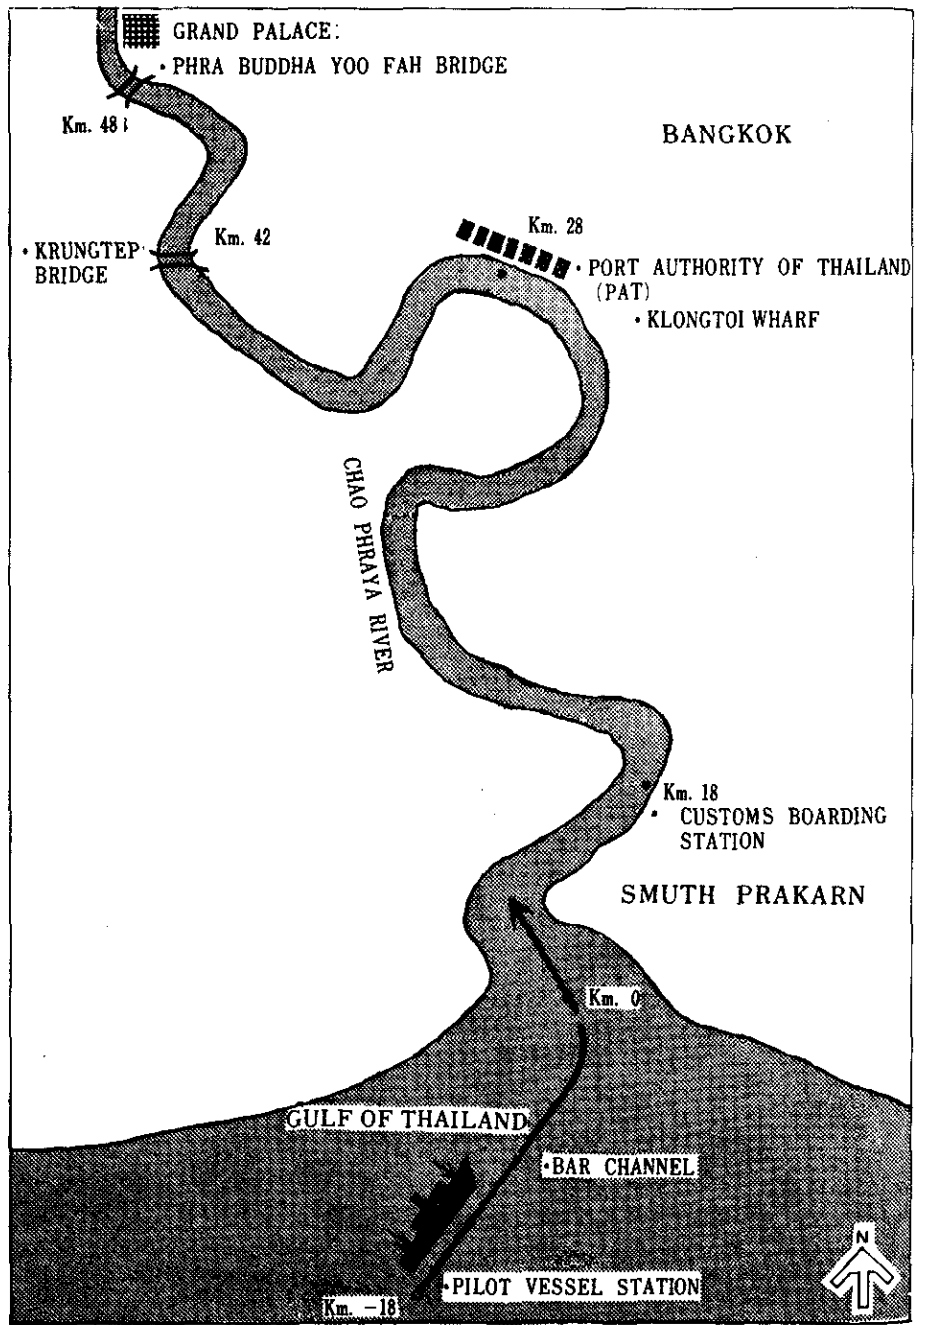 GRAND PALACE:
· PHRA BUDDHA YOO FAH BRIDGE
Km. 48
BANGKOK
Km. 28
Km. 42
· KRUNGTEP
BRIDGE
· PORT AUTHORITY OF THAILAND
(PAT)
· KLONGTOI WHARF
CHAO PHRAYA RIVER
Km. 18
· CUSTOMS BOARDING
STATION
SMUTH PRAKARN
Km. 0
GULF OF THAILAND
·BAR CHANNEL
N
·PILOT VESSEL STATION
Km. -18